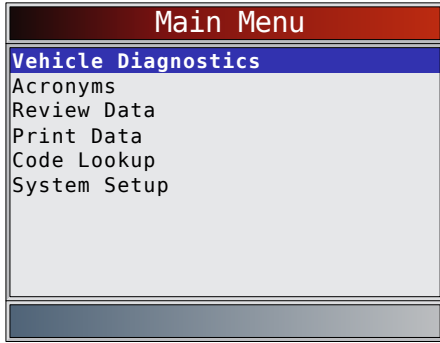 Main Menu
Vehicle Diagnostics
Acronyms
Review Data
Print Data
Code Lookup
System Setup